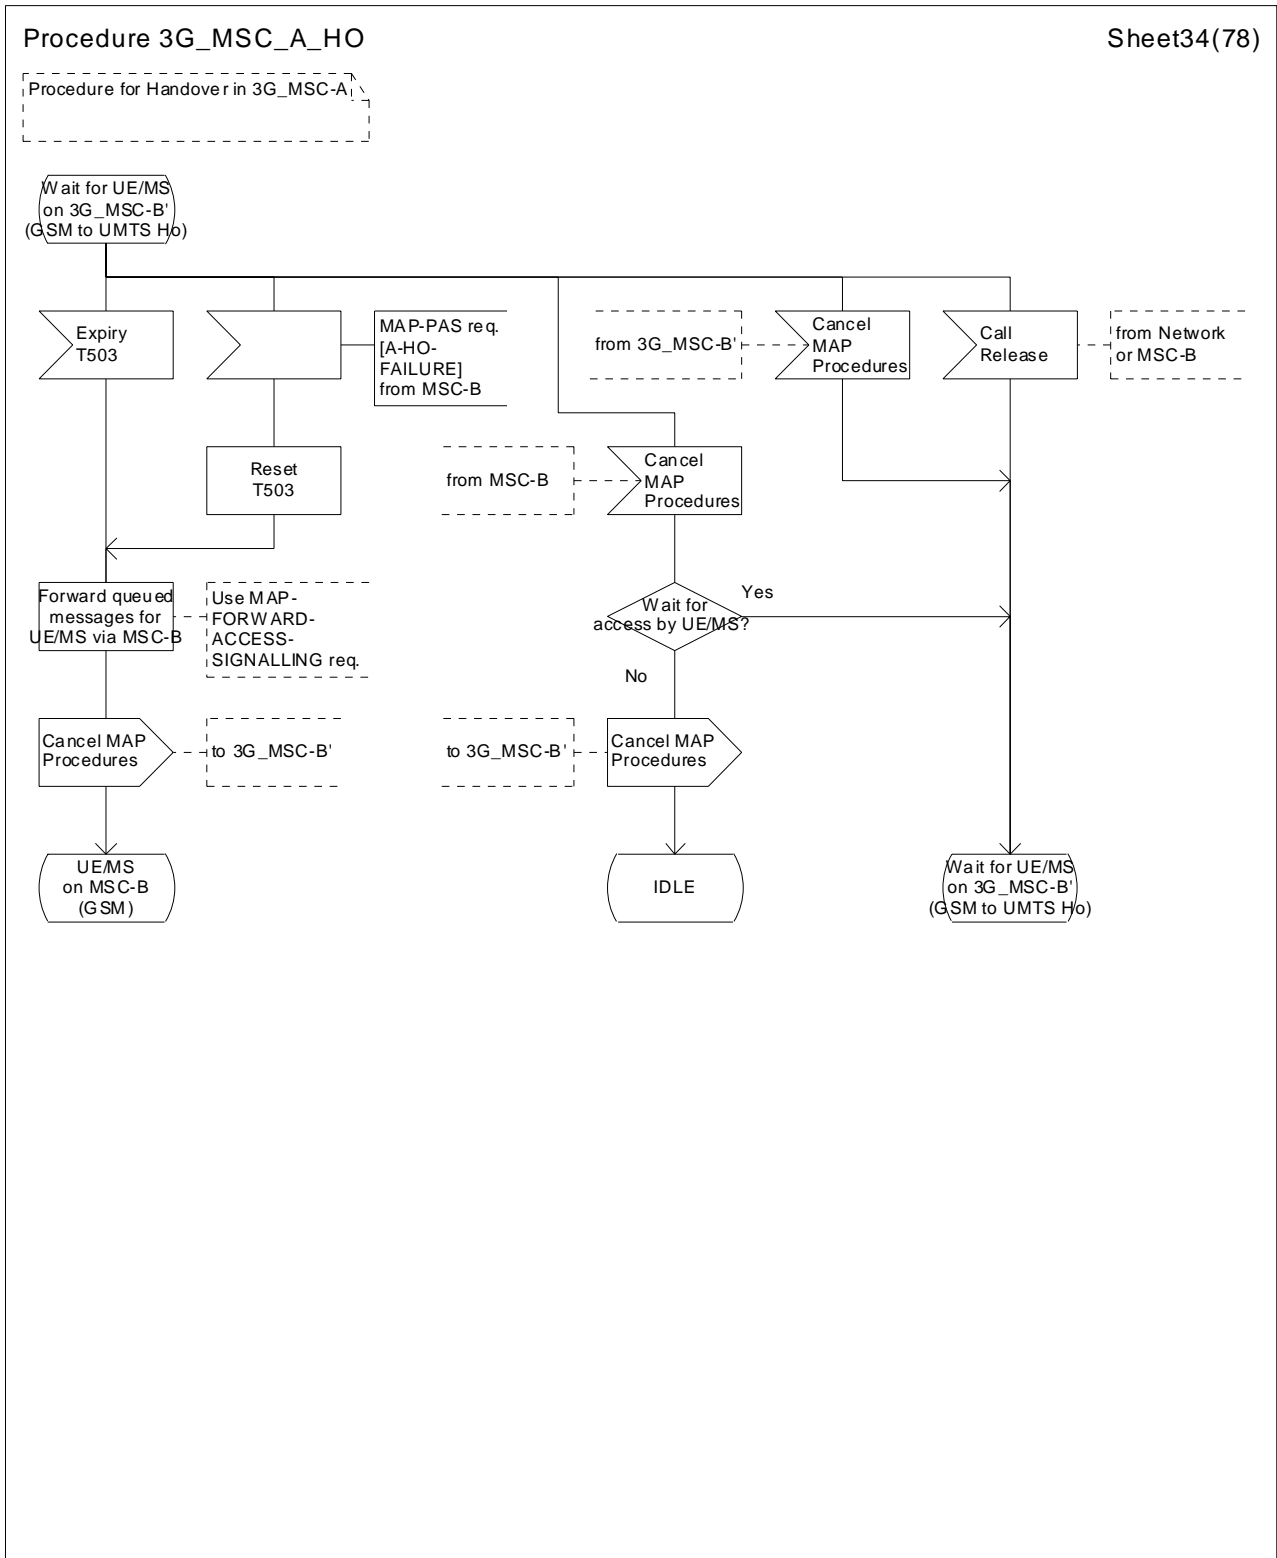 Procedure 3G_MSC_A_HO
Sheet34(78)
Procedure for Handover in 3G_MSC-A
Wait for UE/MS
on 3G_MSC-B'
(GSM to UMTS Ho)
Expiry
T503
MAP-PAS req.
[A-HO-
FAILURE]
from MSC-B
from 3G_MSC-B'
Cancel
MAP
Procedures
Call
Release
from Network
or MSC-B
Reset
T503
from MSC-B
Cancel
MAP
Procedures
Forward queued
messages for
UE/MS via MSC-B
Use MAP-
FORWARD-
ACCESS-
SIGNALLING req.
Wait for
access by UE/MS?
Yes
No
Cancel MAP
Procedures
to 3G_MSC-B'
to 3G_MSC-B'
Cancel MAP
Procedures
UE/MS
on MSC-B
(GSM)
IDLE
Wait for UE/MS
on 3G_MSC-B'
(GSM to UMTS Ho)